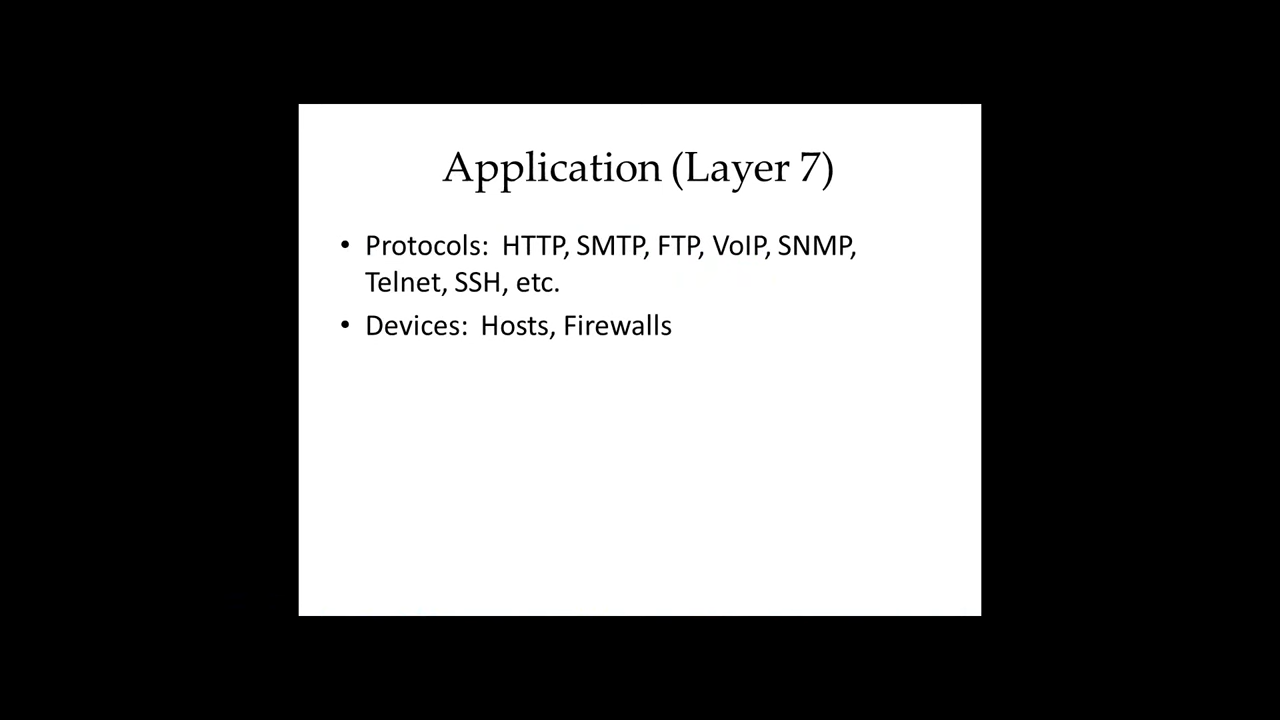 Application (Layer 7)
• Protocols: HTTP, SMTP, FTP, VoIP, SNMP,
Telnet, SSH, etc.
• Devices: Hosts, Firewalls